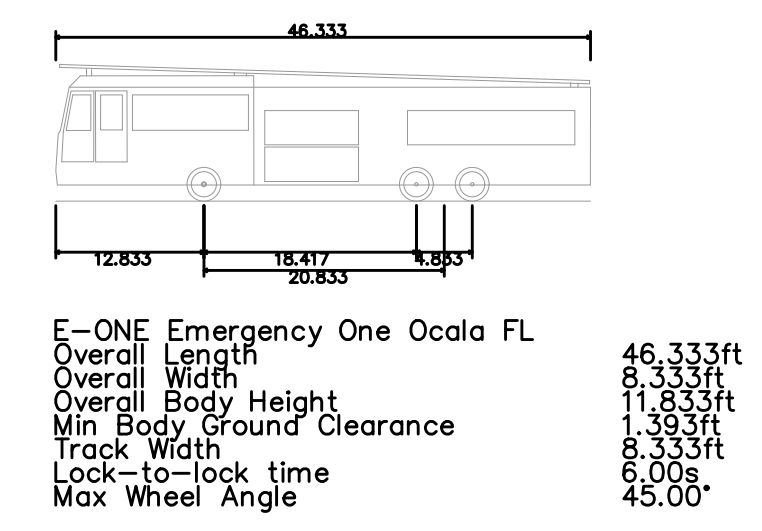 46.333
12.833
18.417
4.833
20.833
E-ONE Emergency One Ocala FL
Overall Length 46.333ft
Overall Width 8.333ft
Overall Body Height 11.833ft
Min Body Ground Clearance 1.393ft
Track Width 8.333ft
Lock-to-lock time 6.00s
Max Wheel Angle 45.00°